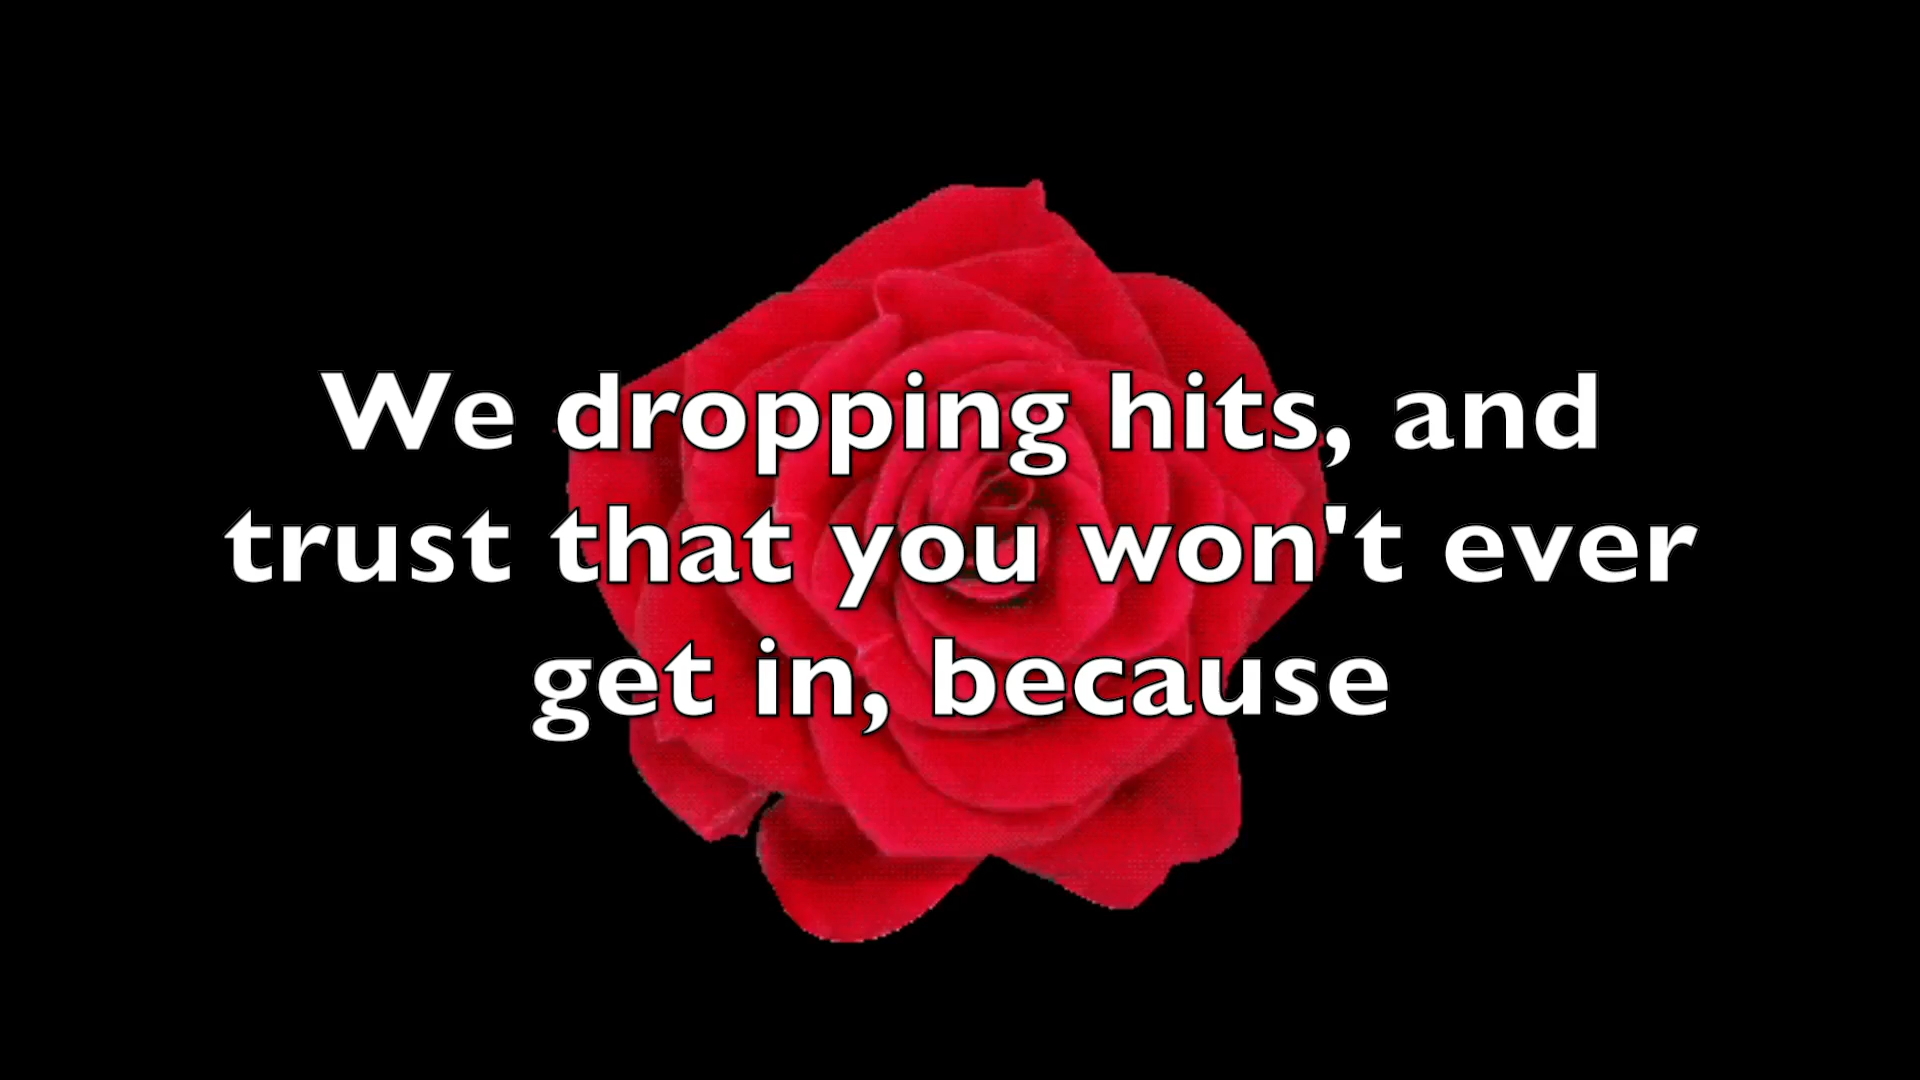 We dropping hits, and
trust that you won't ever
get in, because